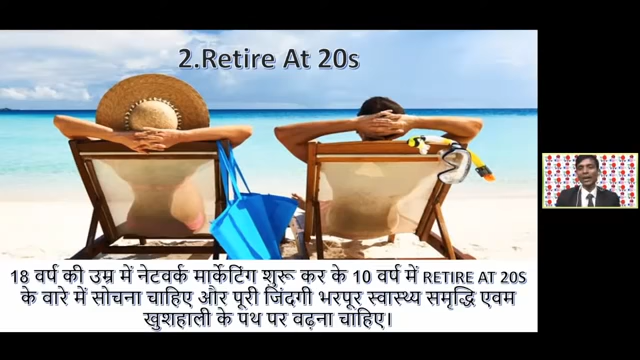 2.Retire At 20s
18 वर्ष की उम्र में नेटवर्क मार्केटिंग शुरू कर के 10 वर्ष में RETIRE AT 20S
के वारे में सोचना चाहिए और पूरी जिंदगी भरपूर स्वास्थ्य समृद्धि एवम
खुशहाली के पथ पर वढ़ना चाहिए।